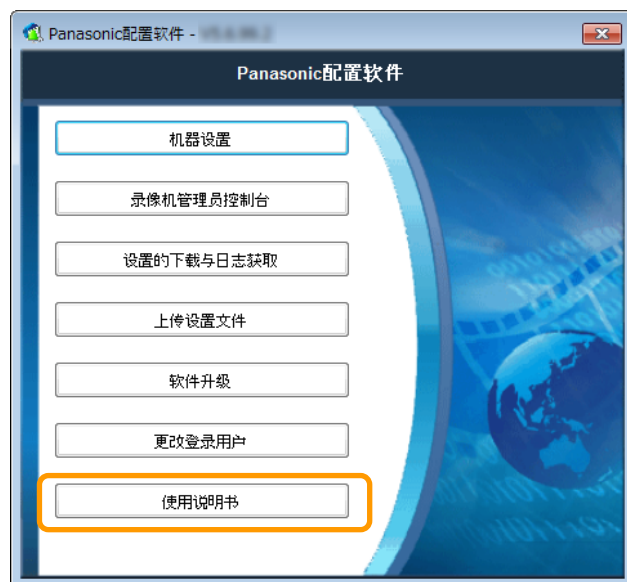 Panasonic配置软件 -
Panasonic配置软件
机器设置
录像机管理员控制台
设置的下载与日志获取
上传设置文件
软件升级
更改登录用户
使用说明书